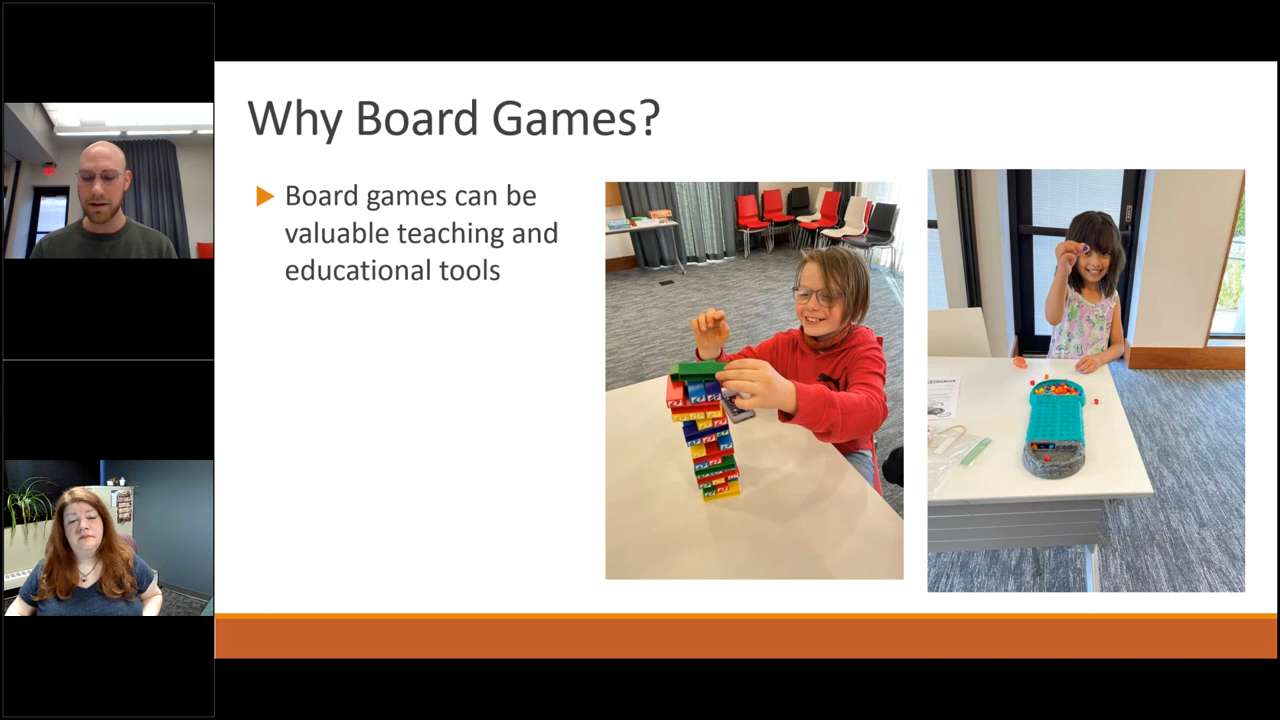 Why Board Games?
Board games can be
valuable teaching and
educational tools